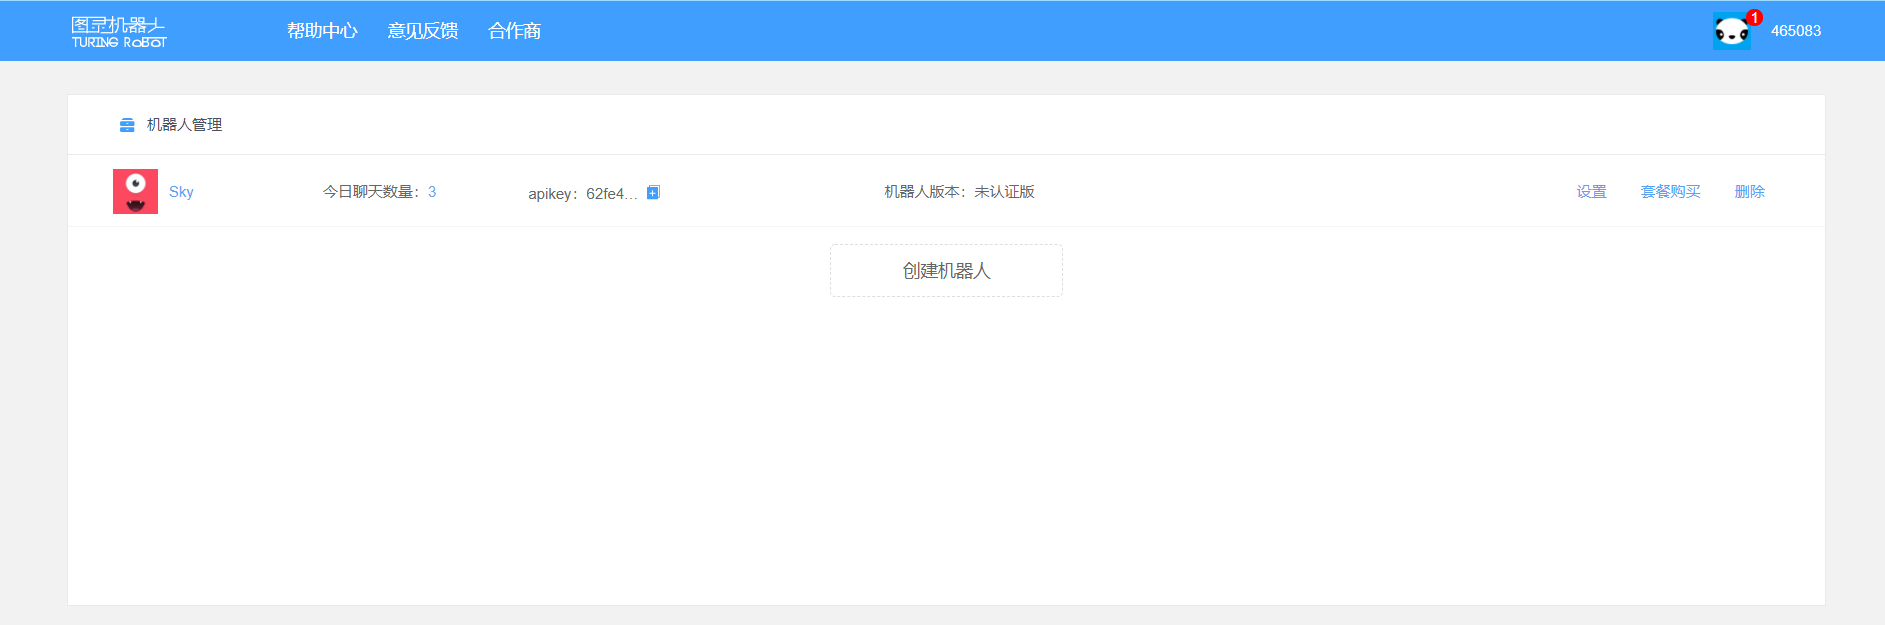 图灵机器人
TURING ROBOT
帮助中心 意见反馈 合作商
1
465083
机器人管理
Sky 今日聊天数量：3 apikey：62fe4... 机器人版本：未认证版 设置 套餐购买 删除
创建机器人